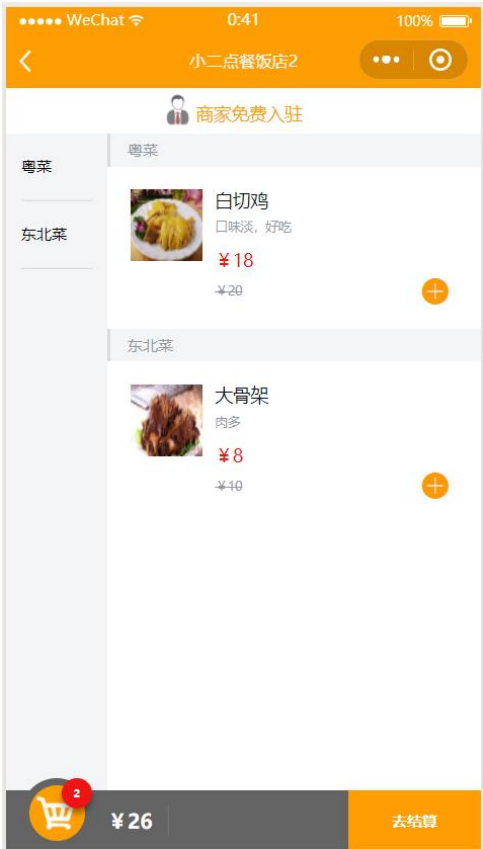 WeChat 0:41 100%
小二点餐饭店2
商家免费入驻
粤菜
东北菜
粤菜
白切鸡
口味淡，好吃
¥18
¥20
东北菜
大骨架
肉多
¥8
¥10
2
¥26
去结算